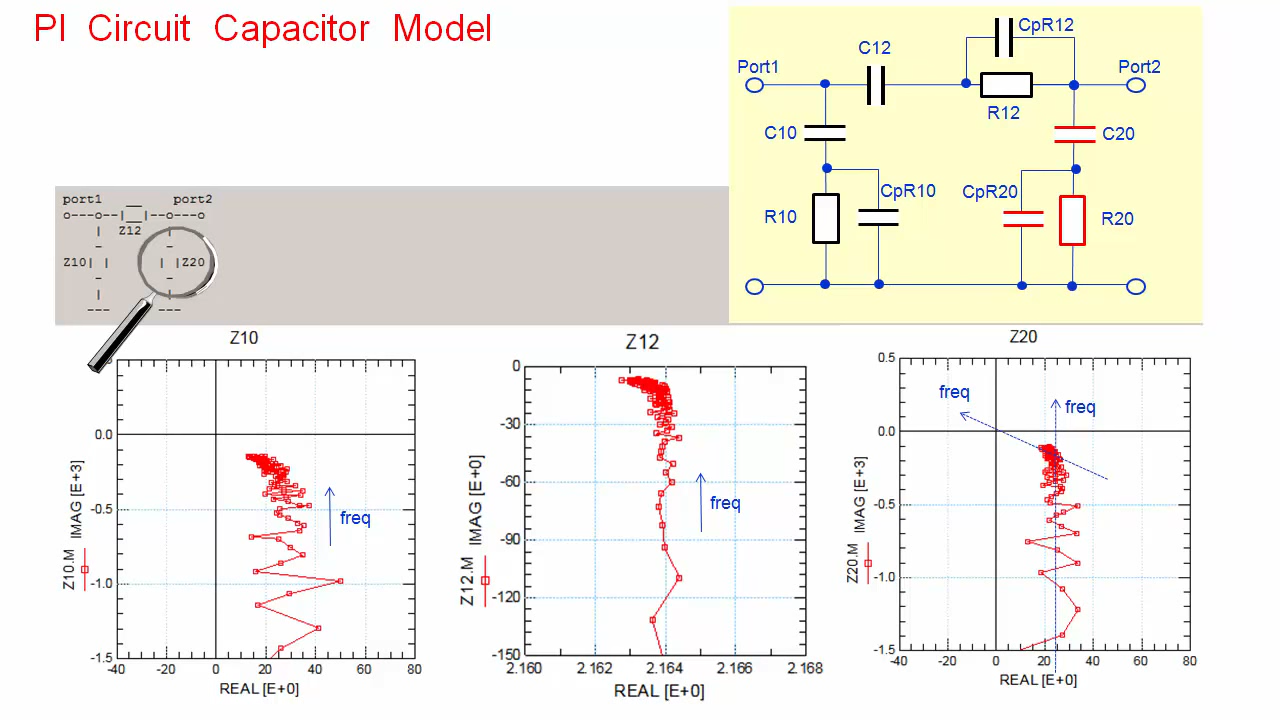 PI Circuit Capacitor Model
CpR12
C12
Port1
Port2
R12
C10
C20
CpR10
CpR20
R10
R20
port1
port2
Z12
Z10
Z20
Z10
0.0
-0.5
-1.0
-1.5
-40
-20
0
20
40
60
80
freq
Z10.M IMAG [E+3]
REAL [E+0]
Z12
0
-30
-60
-90
-120
-150
2.160
2.162
2.164
2.166
2.168
freq
Z12.M IMAG [E+0]
REAL [E+0]
Z20
0.5
0.0
-0.5
-1.0
-1.5
-40
-20
0
20
40
60
80
freq
freq
Z20.M IMAG [E+3]
REAL [E+0]